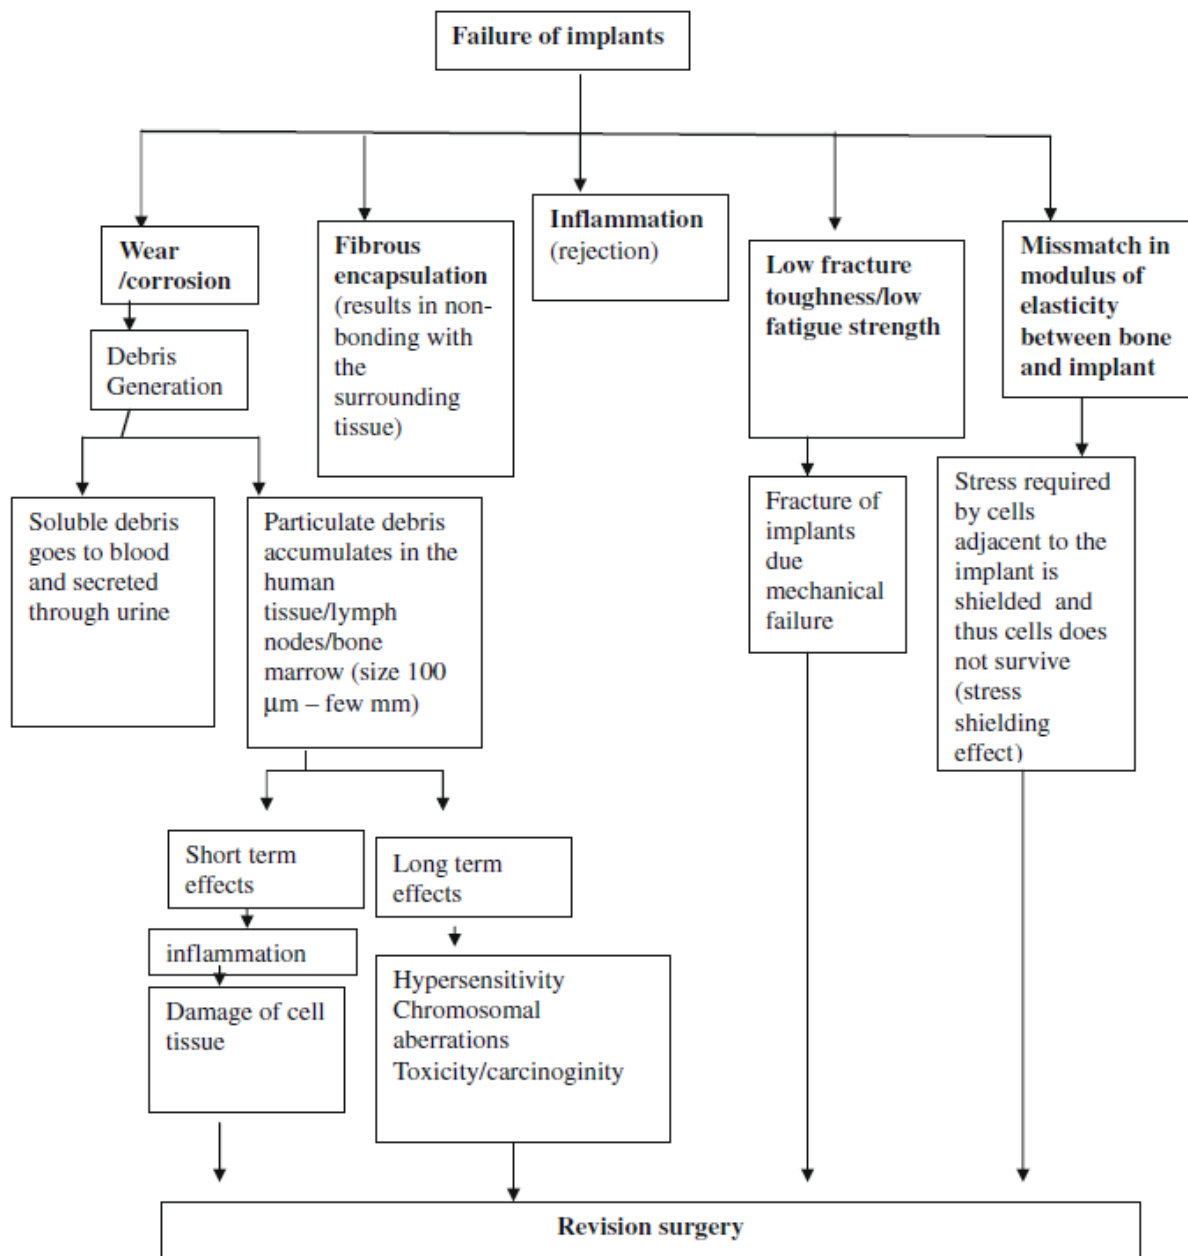 Failure of implants
Wear
/corrosion
Fibrous
encapsulation
(results in non-
bonding with
the
surrounding
tissue)
Inflammation
(rejection)
Low fracture
toughness/low
fatigue strength
Missmatch in
modulus of
elasticity
between bone
and implant
Debris
Generation
Soluble debris
goes to blood
and secreted
through urine
Particulate debris
accumulates in the
human
tissue/lymph
nodes/bone
marrow (size 100
μm – few mm)
Fracture of
implants
due
mechanical
failure
Stress required
by cells
adjacent to the
implant is
shielded and
thus cells does
not survive
(stress
shielding
effect)
Short term
effects
Long term
effects
inflammation
Damage of cell
tissue
Hypersensitivity
Chromosomal
aberrations
Toxicity/carcinoginity
Revision surgery